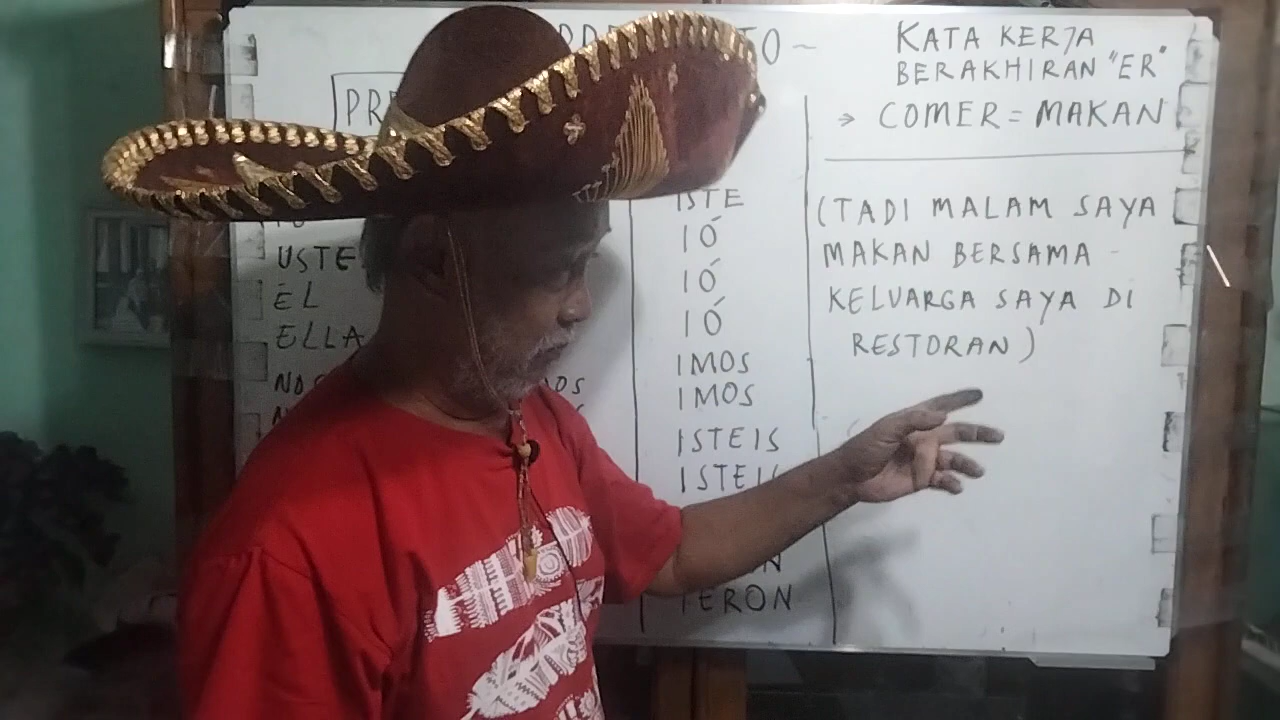 KATA KERJA
BERAKHIRAN "ER"
→ COMER = MAKAN
USTE
ÉL
ELLA
ISTE
IÓ
IÓ
IÓ
IMOS
IMOS
ISTEIS
IERON
(TADI MALAM SAYA
MAKAN BERSAMA -
KELUARGA SAYA DI
RESTORAN)